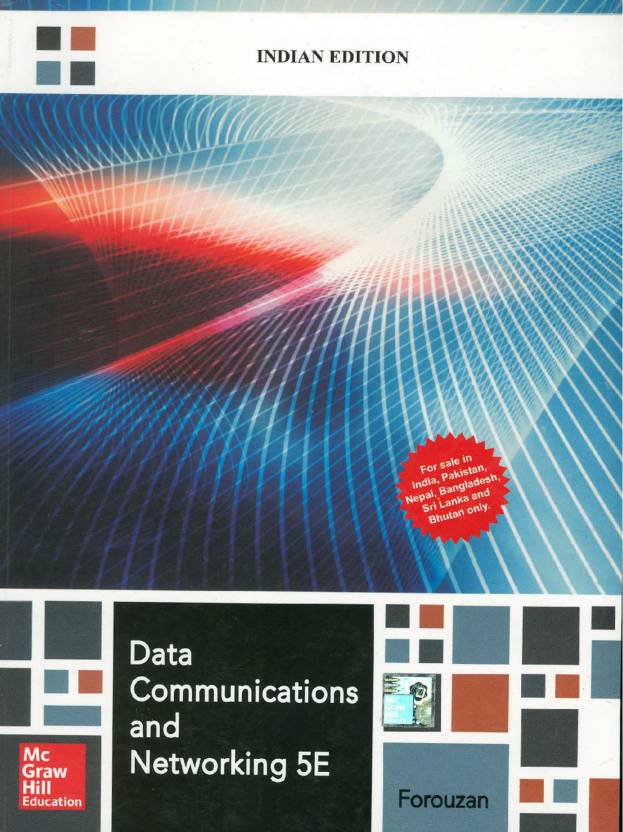 INDIAN EDITION
For sale in
India, Pakistan,
Nepal, Bangladesh,
Sri Lanka and
Bhutan only.
Data
Communications
and
Networking 5E
Mc
Graw
Hill
Education
Forouzan